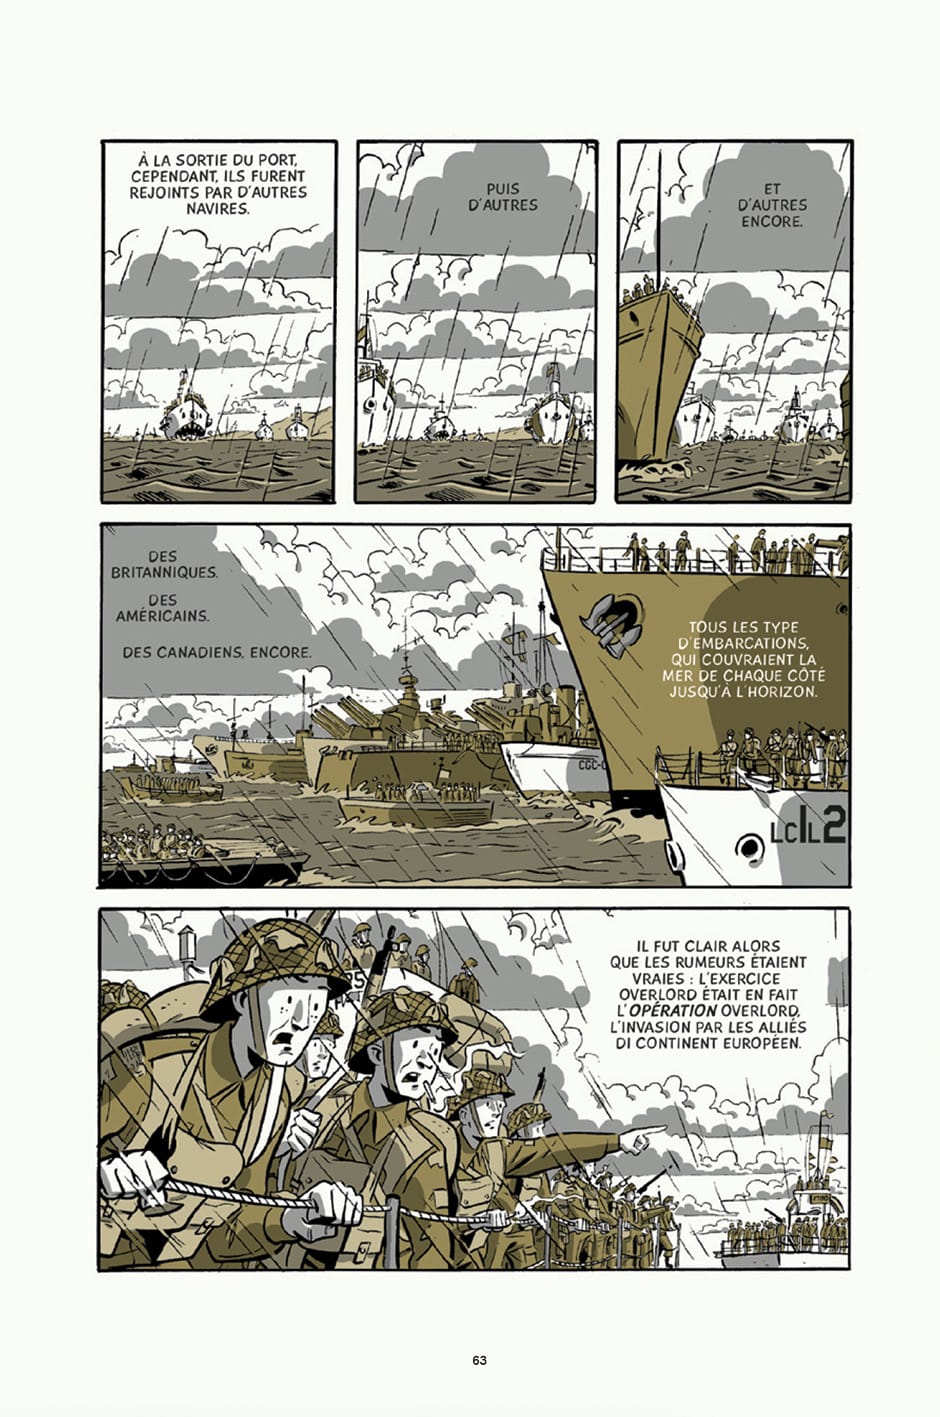 À LA SORTIE DU PORT,
CEPENDANT, ILS FURENT
REJOINTS PAR D'AUTRES
NAVIRES.
PUIS
D'AUTRES
ET
D'AUTRES
ENCORE.
DES
BRITANNIQUES.
DES
AMÉRICAINS.
DES CANADIENS, ENCORE.
TOUS LES TYPE
D'EMBARCATIONS,
QUI COUVRAIENT LA
MER DE CHAQUE CÔTÉ
JUSQU'À L'HORIZON.
LCIL2
IL FUT CLAIR ALORS
QUE LES RUMEURS ÉTAIENT
VRAIES : L'EXERCICE
OVERLORD ÉTAIT EN FAIT
L'OPÉRATION OVERLORD,
L'INVASION PAR LES ALLIÉS
DI CONTINENT EUROPÉEN.
63